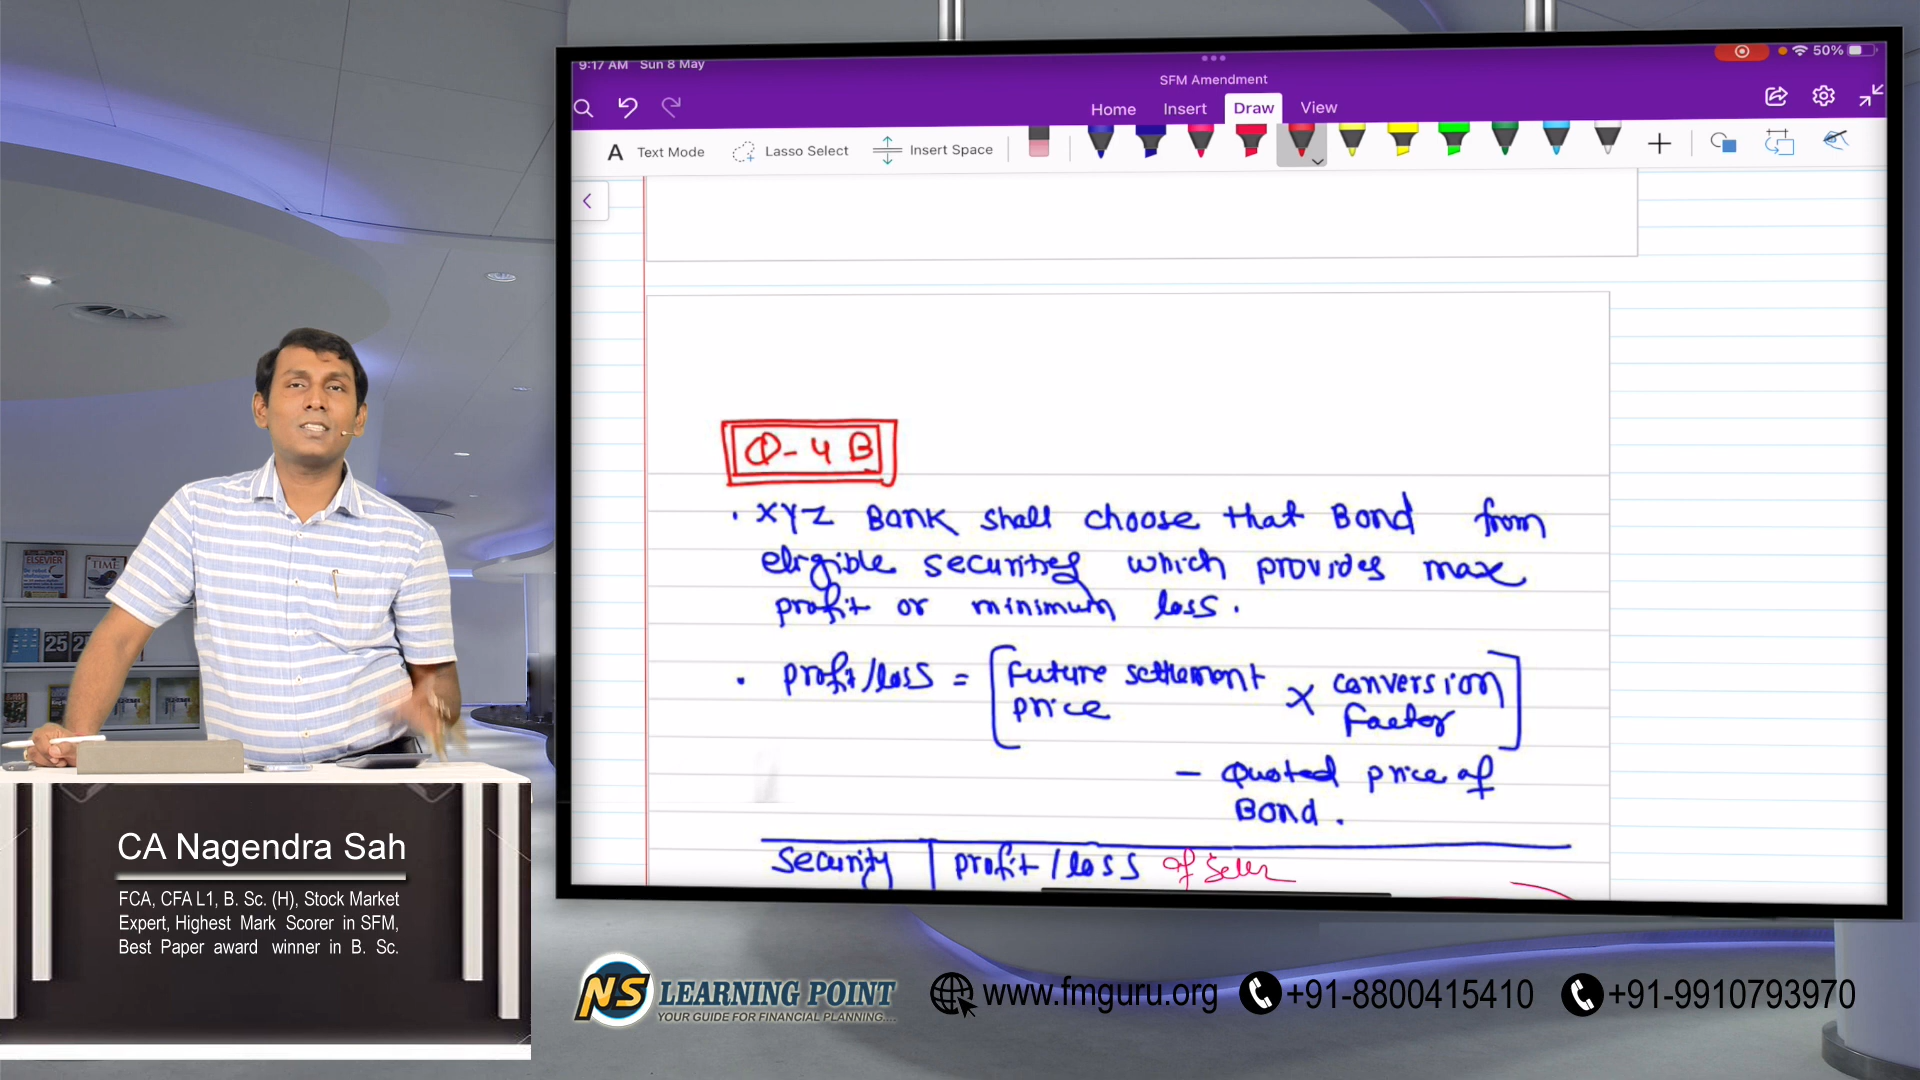 9:17 AM Sun 8 May
50%
SFM Amendment
Home Insert Draw View
A Text Mode Lasso Select Insert Space
Q-4 B
· XYZ Bank shall choose that Bond from
eligible securities which provides max
profit or minimum loss.
· profit/loss = [Future settlement price × conversion Factor]
– Quoted price of
Bond.
Security | profit/loss of Seller
ELSEVIER
TIME
25 25
CA Nagendra Sah
FCA, CFA L1, B. Sc. (H), Stock Market
Expert, Highest Mark Scorer in SFM,
Best Paper award winner in B. Sc.
NS LEARNING POINT
YOUR GUIDE FOR FINANCIAL PLANNING....
www.fmguru.org +91-8800415410 +91-9910793970